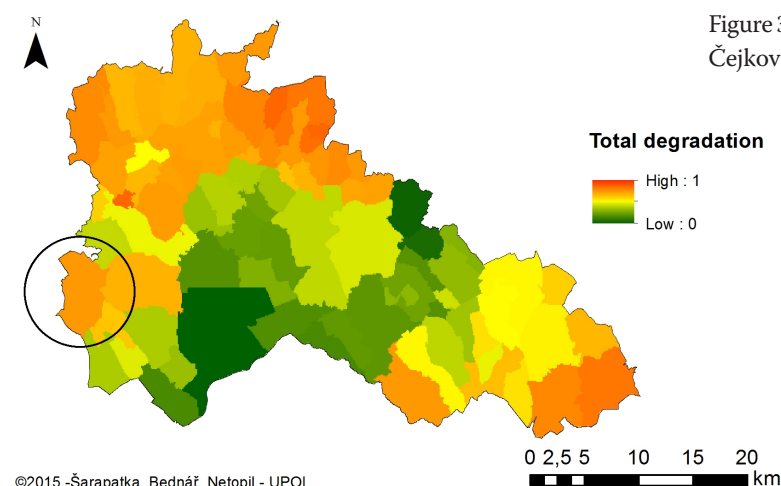 N
Figure
Čejkov
Total degradation
High : 1
Low : 0
0 2,5 5 10 15 20
km
©2015 -Šarapatka, Bednář, Netopil - UPOL